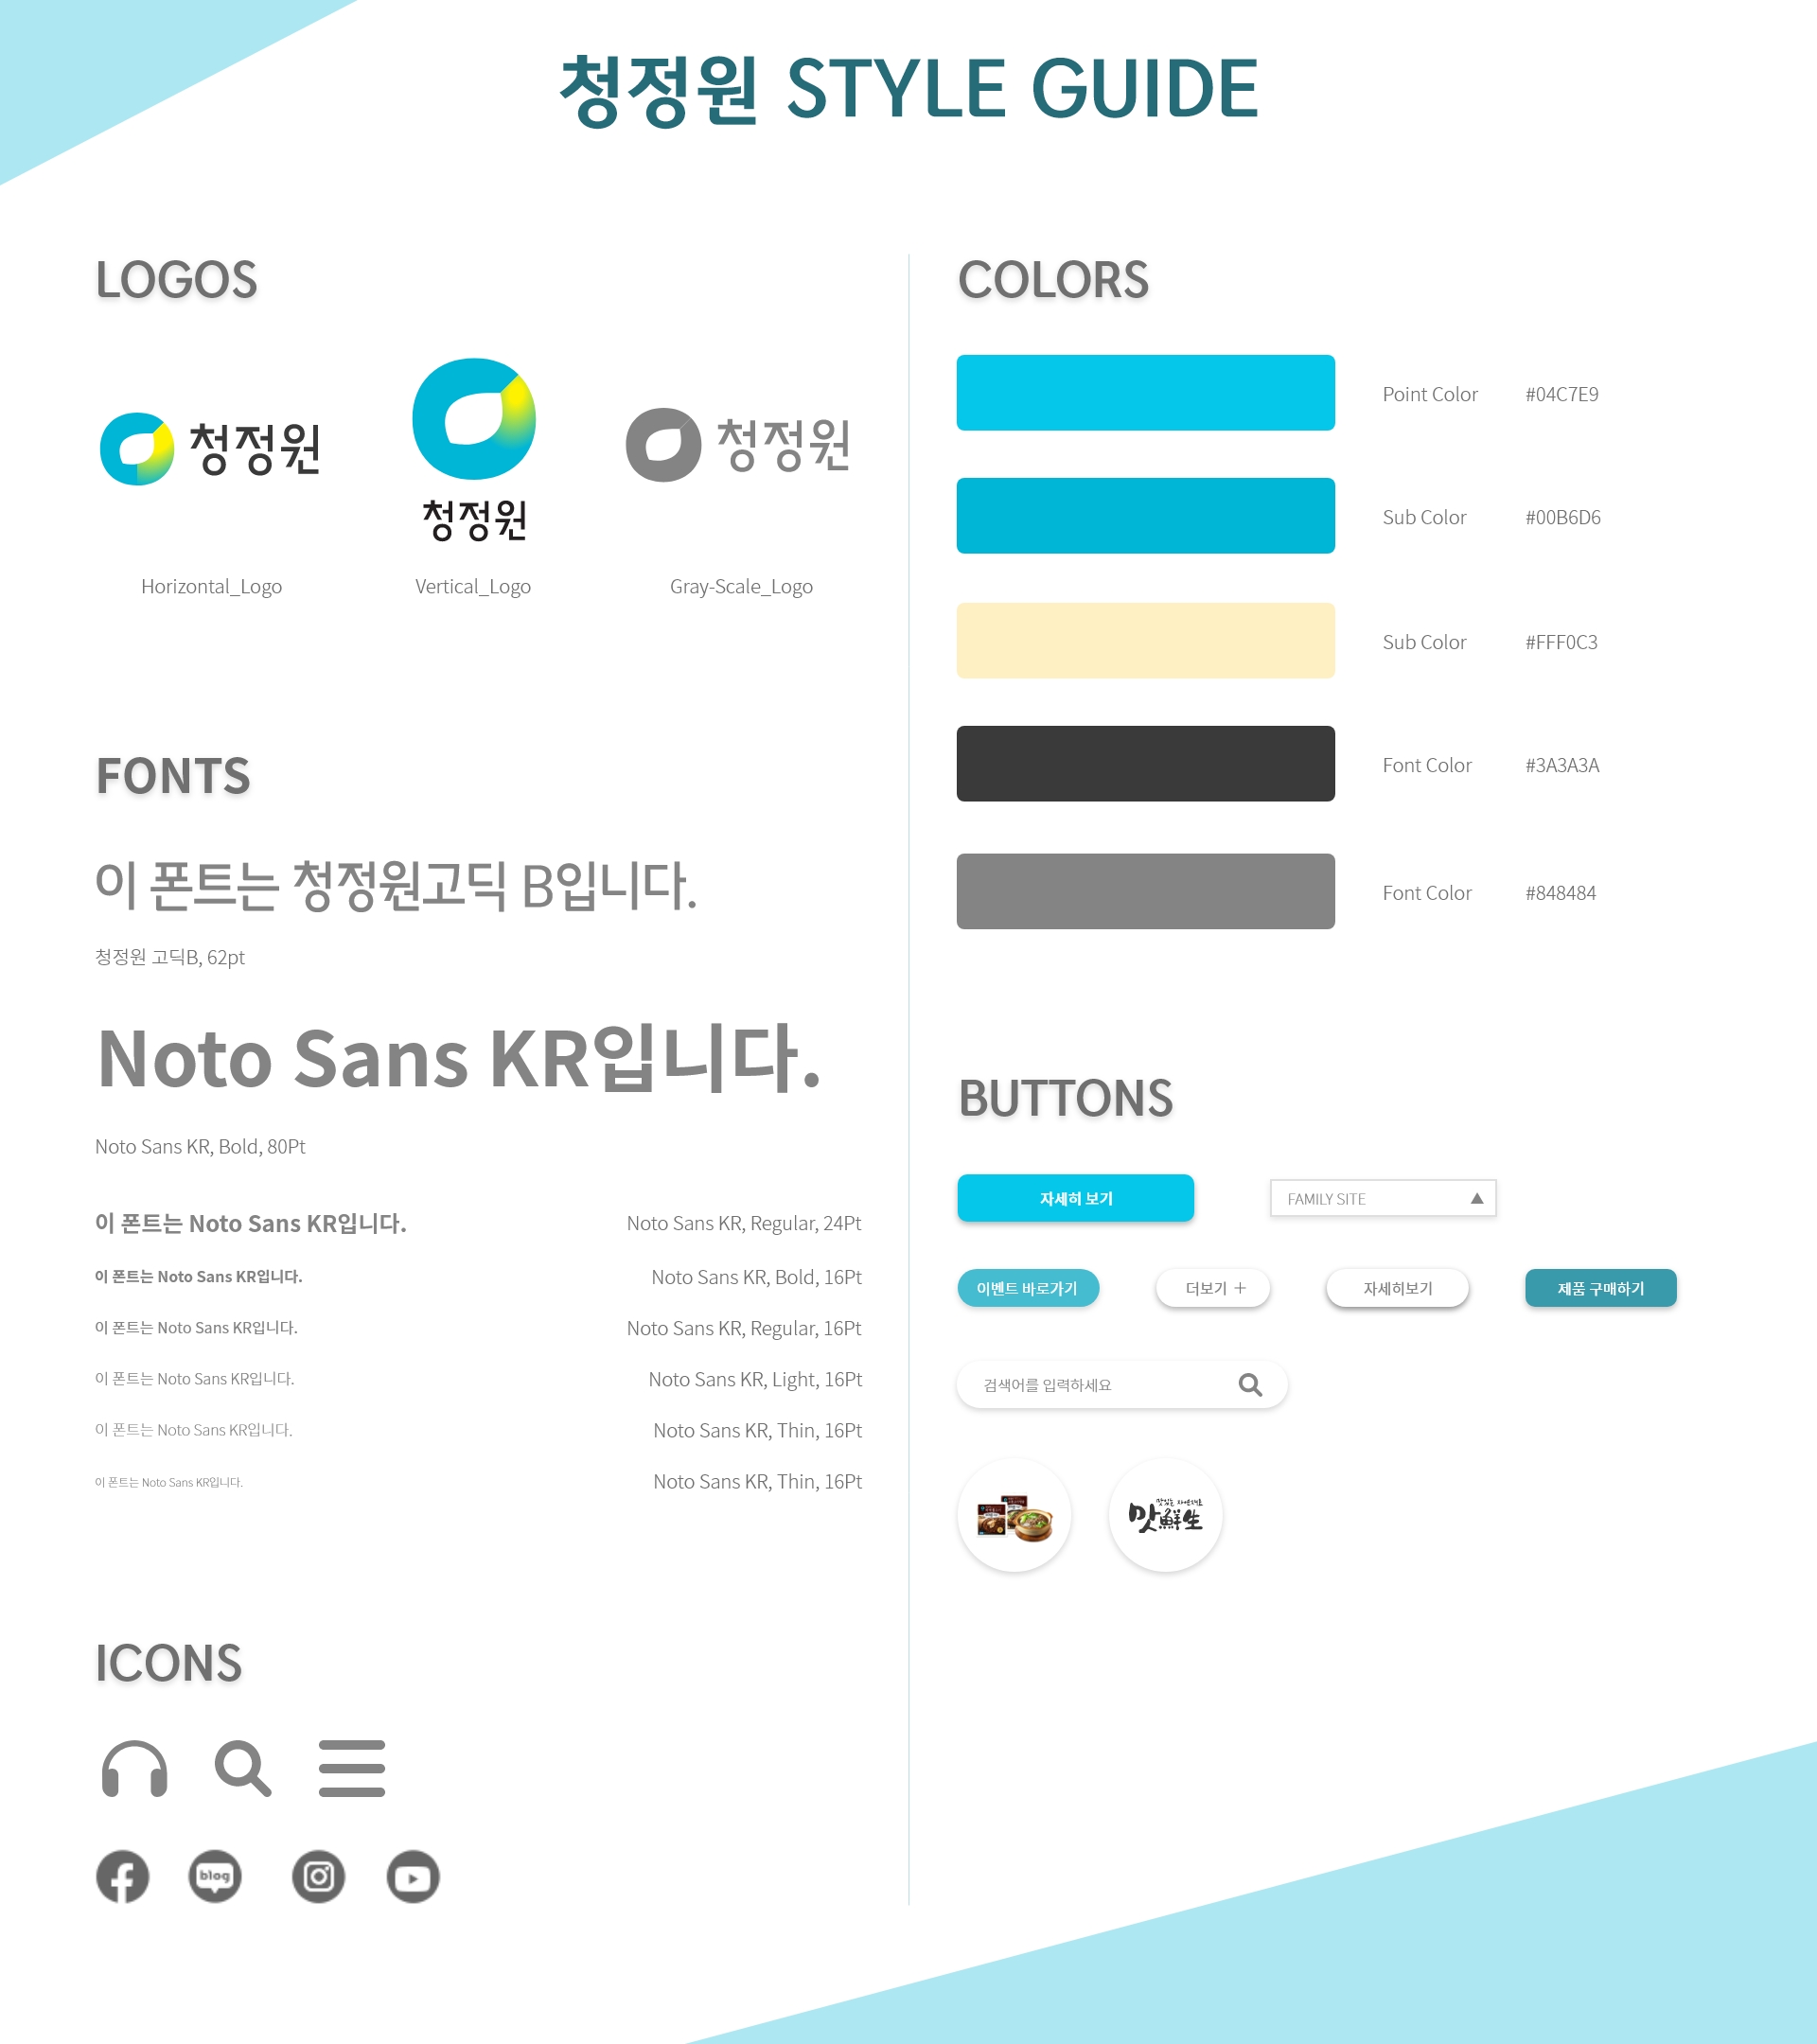 청정원 STYLE GUIDE
LOGOS
청정원
청정원
청정원
Horizontal_Logo
Vertical_Logo
Gray-Scale_Logo
FONTS
이 폰트는 청정원고딕 B입니다.
청정원 고딕B, 62pt
Noto Sans KR입니다.
Noto Sans KR, Bold, 80Pt
이 폰트는 Noto Sans KR입니다.
Noto Sans KR, Regular, 24Pt
이 폰트는 Noto Sans KR입니다.
Noto Sans KR, Bold, 16Pt
이 폰트는 Noto Sans KR입니다.
Noto Sans KR, Regular, 16Pt
이 폰트는 Noto Sans KR입니다.
Noto Sans KR, Light, 16Pt
이 폰트는 Noto Sans KR입니다.
Noto Sans KR, Thin, 16Pt
이 폰트는 Noto Sans KR입니다.
Noto Sans KR, Thin, 16Pt
ICONS
blog
COLORS
Point Color #04C7E9
Sub Color #00B6D6
Sub Color #FFF0C3
Font Color #3A3A3A
Font Color #848484
BUTTONS
자세히 보기
FAMILY SITE ▲
이벤트 바로가기
더보기 +
자세히보기
제품 구매하기
검색어를 입력하세요
맛있는 자연재료
맛鮮生